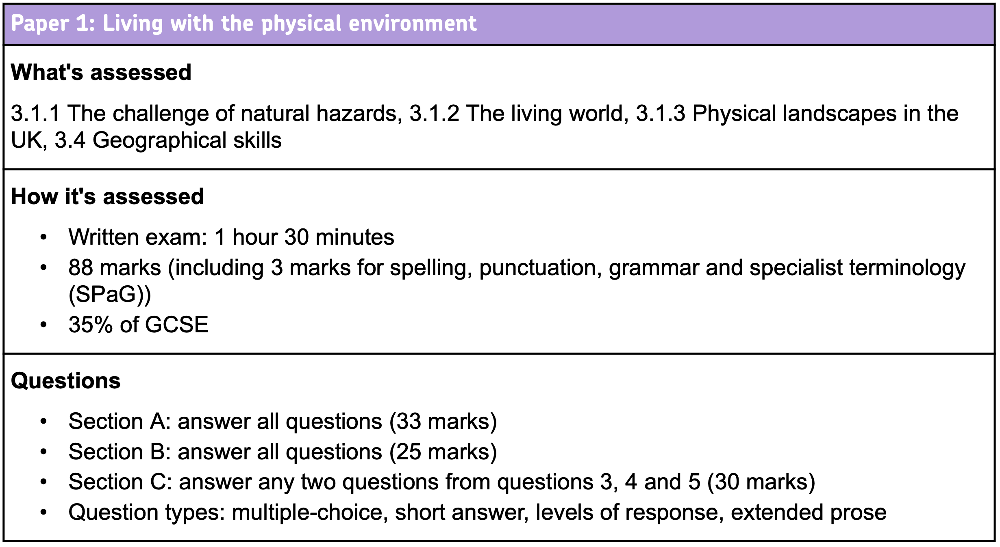 Paper 1: Living with the physical environment
What's assessed
3.1.1 The challenge of natural hazards, 3.1.2 The living world, 3.1.3 Physical landscapes in the
UK, 3.4 Geographical skills
How it's assessed
• Written exam: 1 hour 30 minutes
• 88 marks (including 3 marks for spelling, punctuation, grammar and specialist terminology
(SPaG))
• 35% of GCSE
Questions
• Section A: answer all questions (33 marks)
• Section B: answer all questions (25 marks)
• Section C: answer any two questions from questions 3, 4 and 5 (30 marks)
• Question types: multiple-choice, short answer, levels of response, extended prose